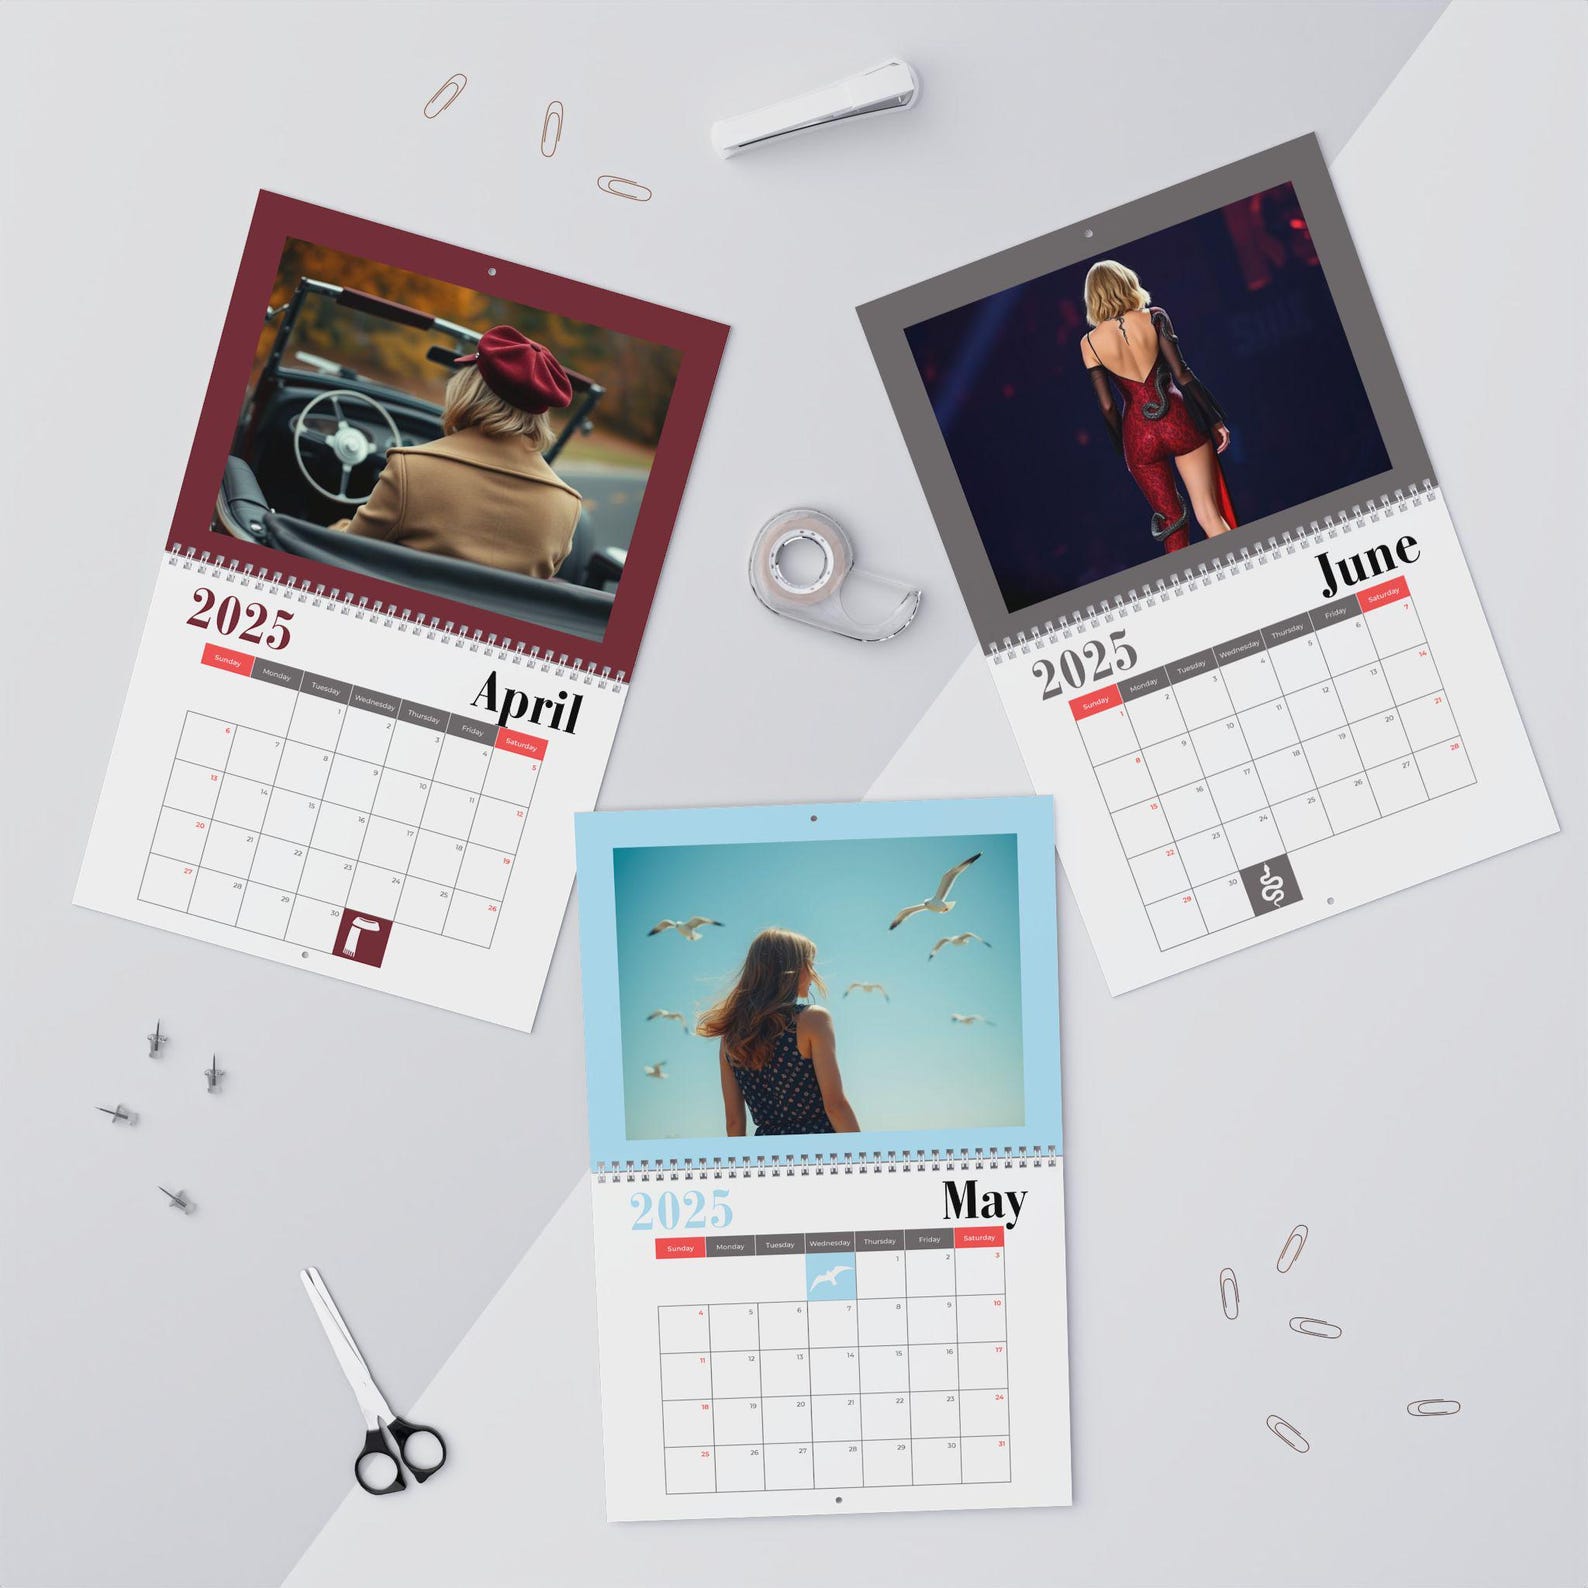 2025
April
Sunday Monday Tuesday Wednesday Thursday Friday Saturday
1 2 3 4 5
6 7 8 9 10 11 12
13 14 15 16 17 18 19
20 21 22 23 24 25 26
27 28 29 30
2025
June
Sunday Monday Tuesday Wednesday Thursday Friday Saturday
1 2 3 4 5 6 7
8 9 10 11 12 13 14
15 16 17 18 19 20 21
22 23 24 25 26 27 28
29 30
2025
May
Sunday Monday Tuesday Wednesday Thursday Friday Saturday
1 2 3
4 5 6 7 8 9 10
11 12 13 14 15 16 17
18 19 20 21 22 23 24
25 26 27 28 29 30 31